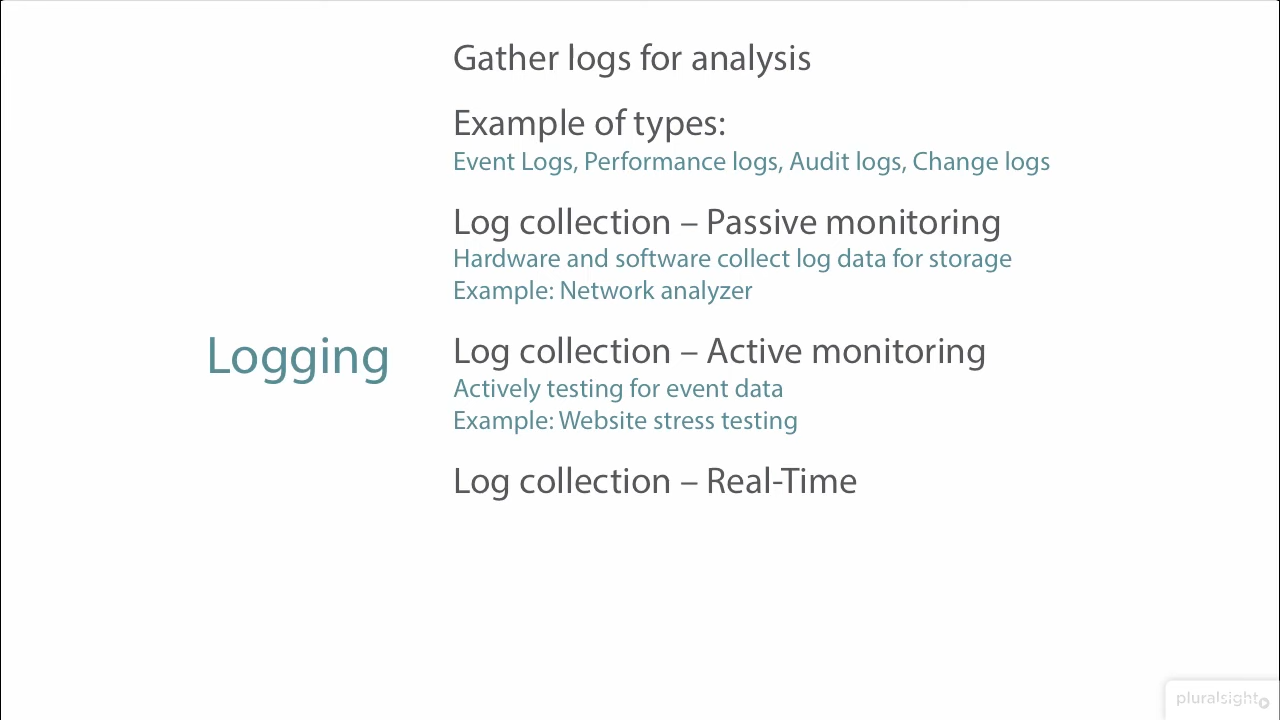 Gather logs for analysis
Example of types:
Event Logs, Performance logs, Audit logs, Change logs
Log collection – Passive monitoring
Hardware and software collect log data for storage
Example: Network analyzer
Logging
Log collection – Active monitoring
Actively testing for event data
Example: Website stress testing
Log collection – Real-Time
pluralsight